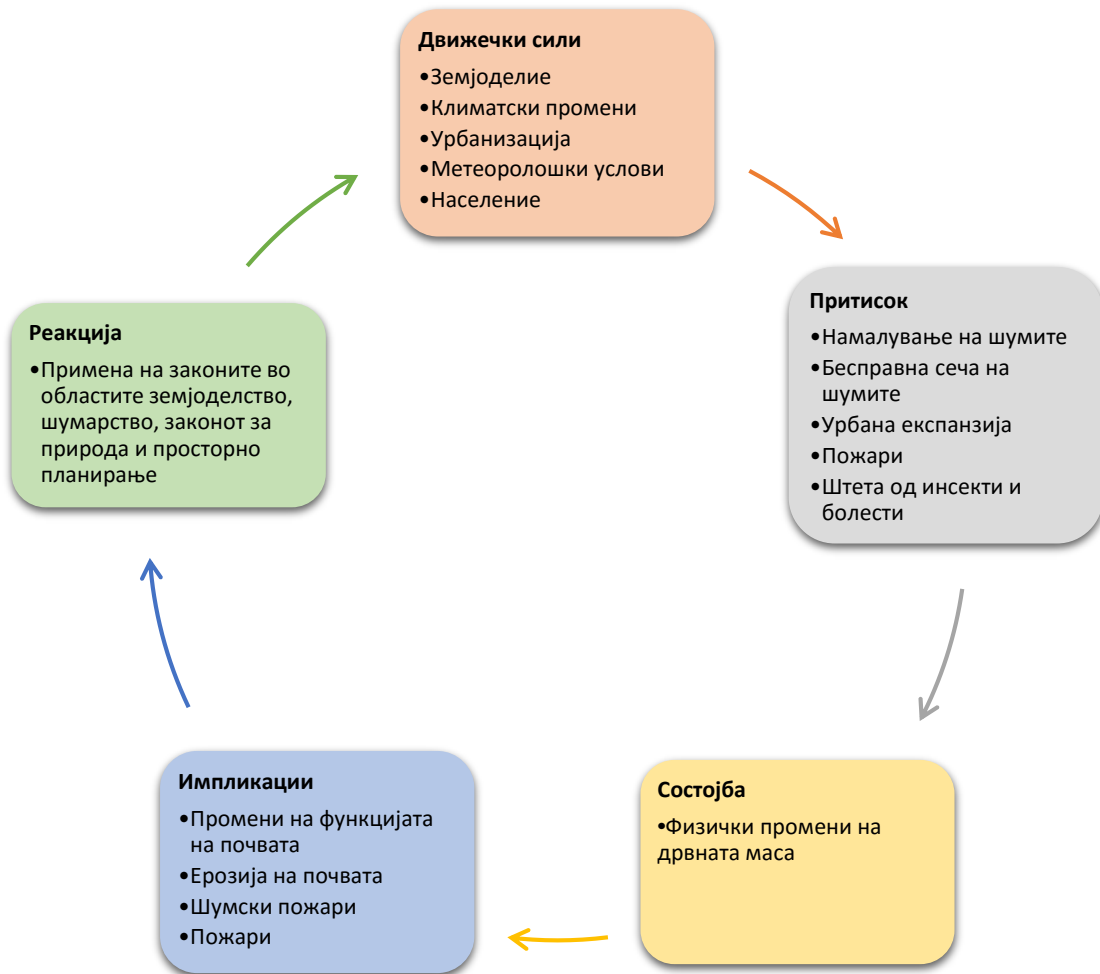 Движечки сили
•Земјоделие
•Климатски промени
•Урбанизација
•Метеоролошки услови
•Население
Притисок
•Намалување на шумите
•Бесправна сеча на
шумите
•Урбана експанзија
•Пожари
•Штета од инсекти и
болести
Состојба
•Физички промени на
дрвната маса
Импликации
•Промени на функцијата
на почвата
•Ерозија на почвата
•Шумски пожари
•Пожари
Реакција
•Примена на законите во
областите земјоделство,
шумарство, законот за
природа и просторно
планирање